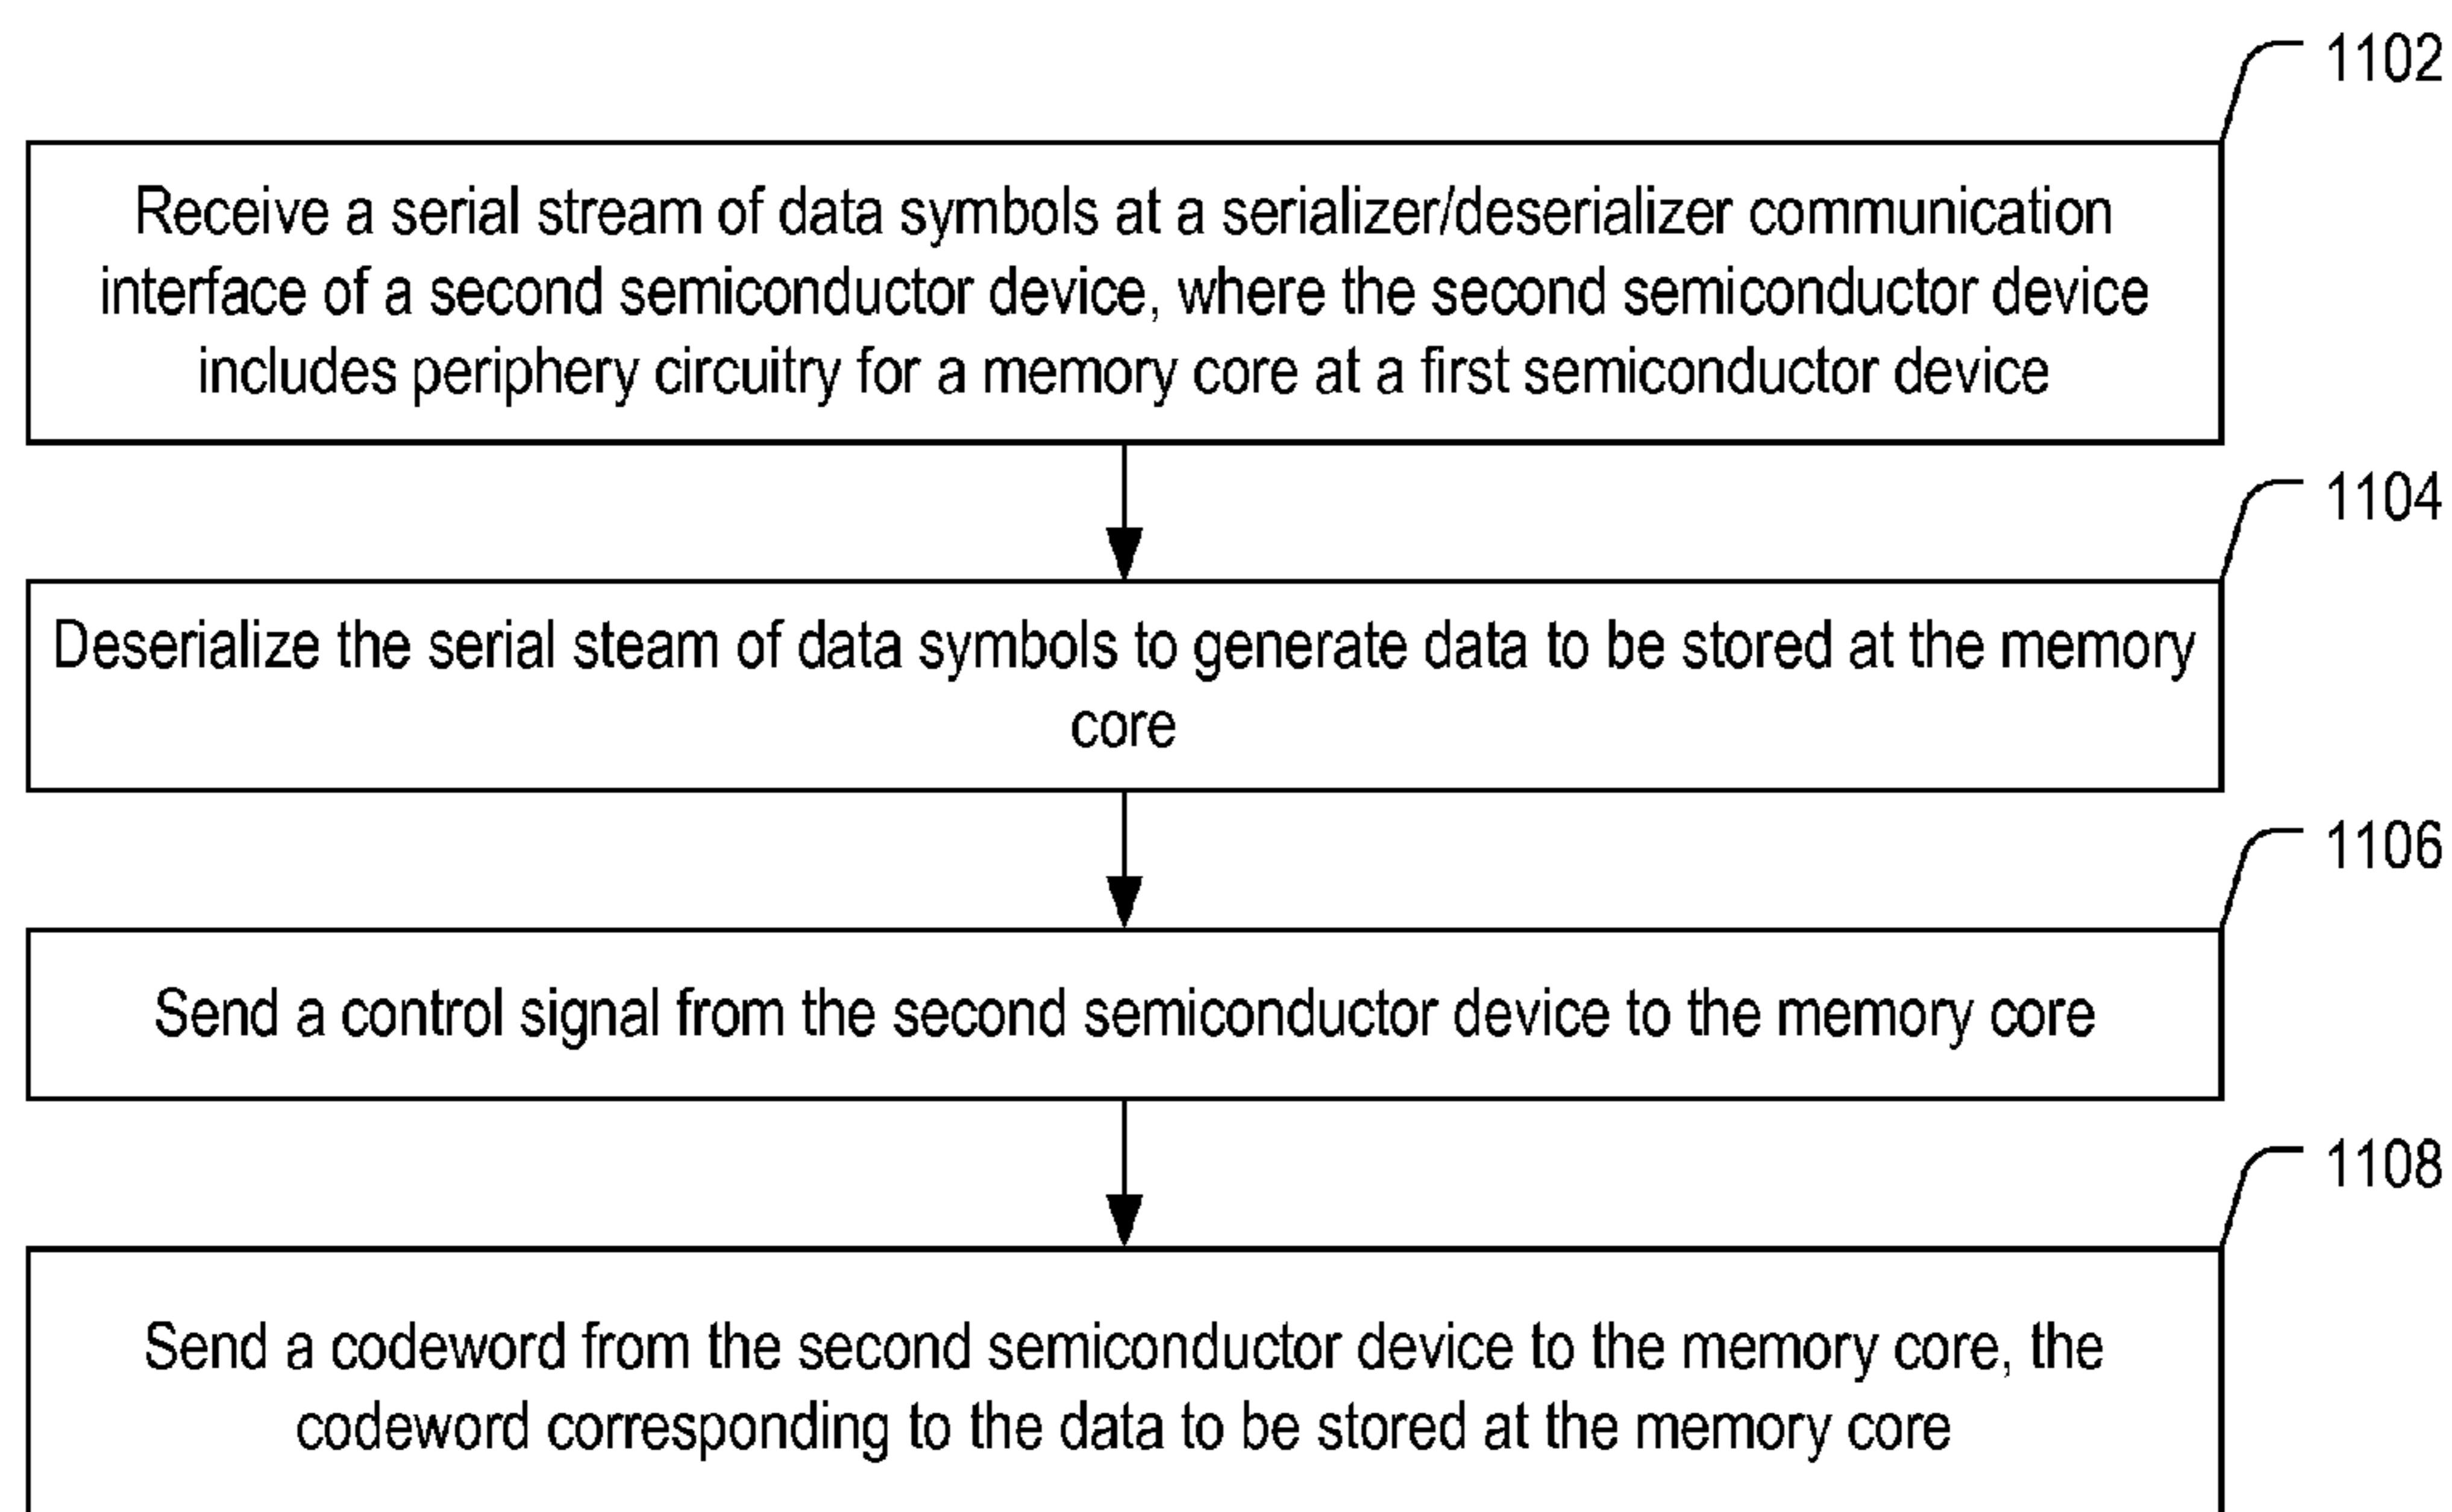 1102
Receive a serial stream of data symbols at a serializer/deserializer communication
interface of a second semiconductor device, where the second semiconductor device
includes periphery circuitry for a memory core at a first semiconductor device
1104
Deserialize the serial steam of data symbols to generate data to be stored at the memory
core
1106
Send a control signal from the second semiconductor device to the memory core
1108
Send a codeword from the second semiconductor device to the memory core, the
codeword corresponding to the data to be stored at the memory core